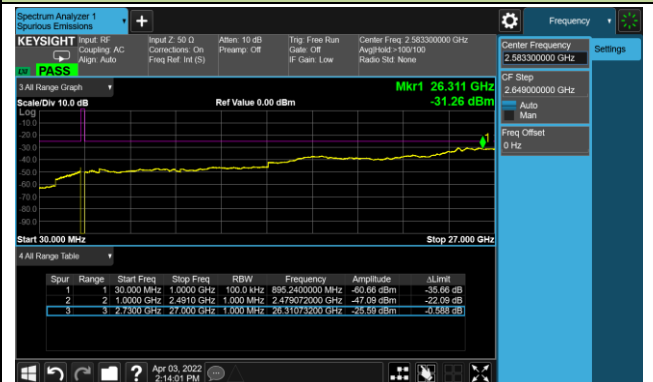 Spectrum Analyzer 1
Spurious Emissions
Frequency
KEYSIGHT
Input: RF
Coupling: AC
Align: Auto
Input Z: 50 Ω
Corrections: On
Freq Ref: Int (S)
Atten: 10 dB
Preamp: Off
Trig: Free Run
Gate: Off
IF Gain: Low
Center Freq: 2.583300000 GHz
Avg|Hold:>100/100
Radio Std: None
PASS
Center Frequency
2.583300000 GHz
Settings
CF Step
2.649000000 GHz
Auto
Man
Freq Offset
0 Hz
3 All Range Graph
Mkr1 26.311 GHz
Scale/Div 10.0 dB
Ref Value 0.00 dBm
-31.26 dBm
Log
-10.0
-20.0
-30.0
-40.0
-50.0
-60.0
-70.0
-80.0
-90.0
1
Start 30.000 MHz
Stop 27.000 GHz
4 All Range Table
Spur Range Start Freq Stop Freq RBW Frequency Amplitude ΔLimit
1 1 30.000 MHz 1.0000 GHz 100.0 kHz 895.2400000 MHz -60.66 dBm -35.66 dB
2 2 1.0000 GHz 2.4910 GHz 1.000 MHz 2.479072000 GHz -47.09 dBm -22.09 dB
3 3 2.7300 GHz 27.000 GHz 1.000 MHz 26.31073200 GHz -25.59 dBm -0.588 dB
Apr 03, 2022
2:14:01 PM